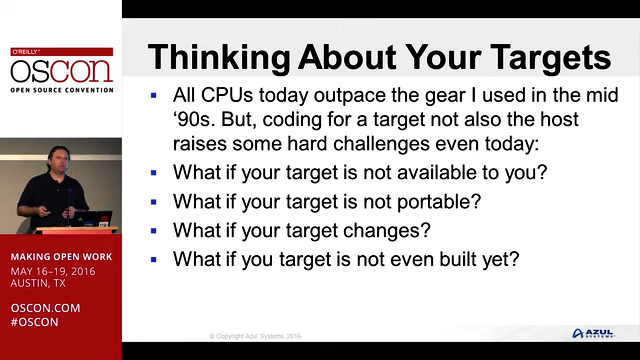 O'REILLY®
OSCON
OPEN SOURCE CONVENTION
MAKING OPEN WORK
MAY 16–19, 2016
AUSTIN, TX
OSCON.COM
#OSCON
Thinking About Your Targets
All CPUs today outpace the gear I used in the mid
‘90s. But, coding for a target not also the host
raises some hard challenges even today:
What if your target is not available to you?
What if your target is not portable?
What if your target changes?
What if you target is not even built yet?
© Copyright Azul Systems 2016
AZUL
SYSTEMS